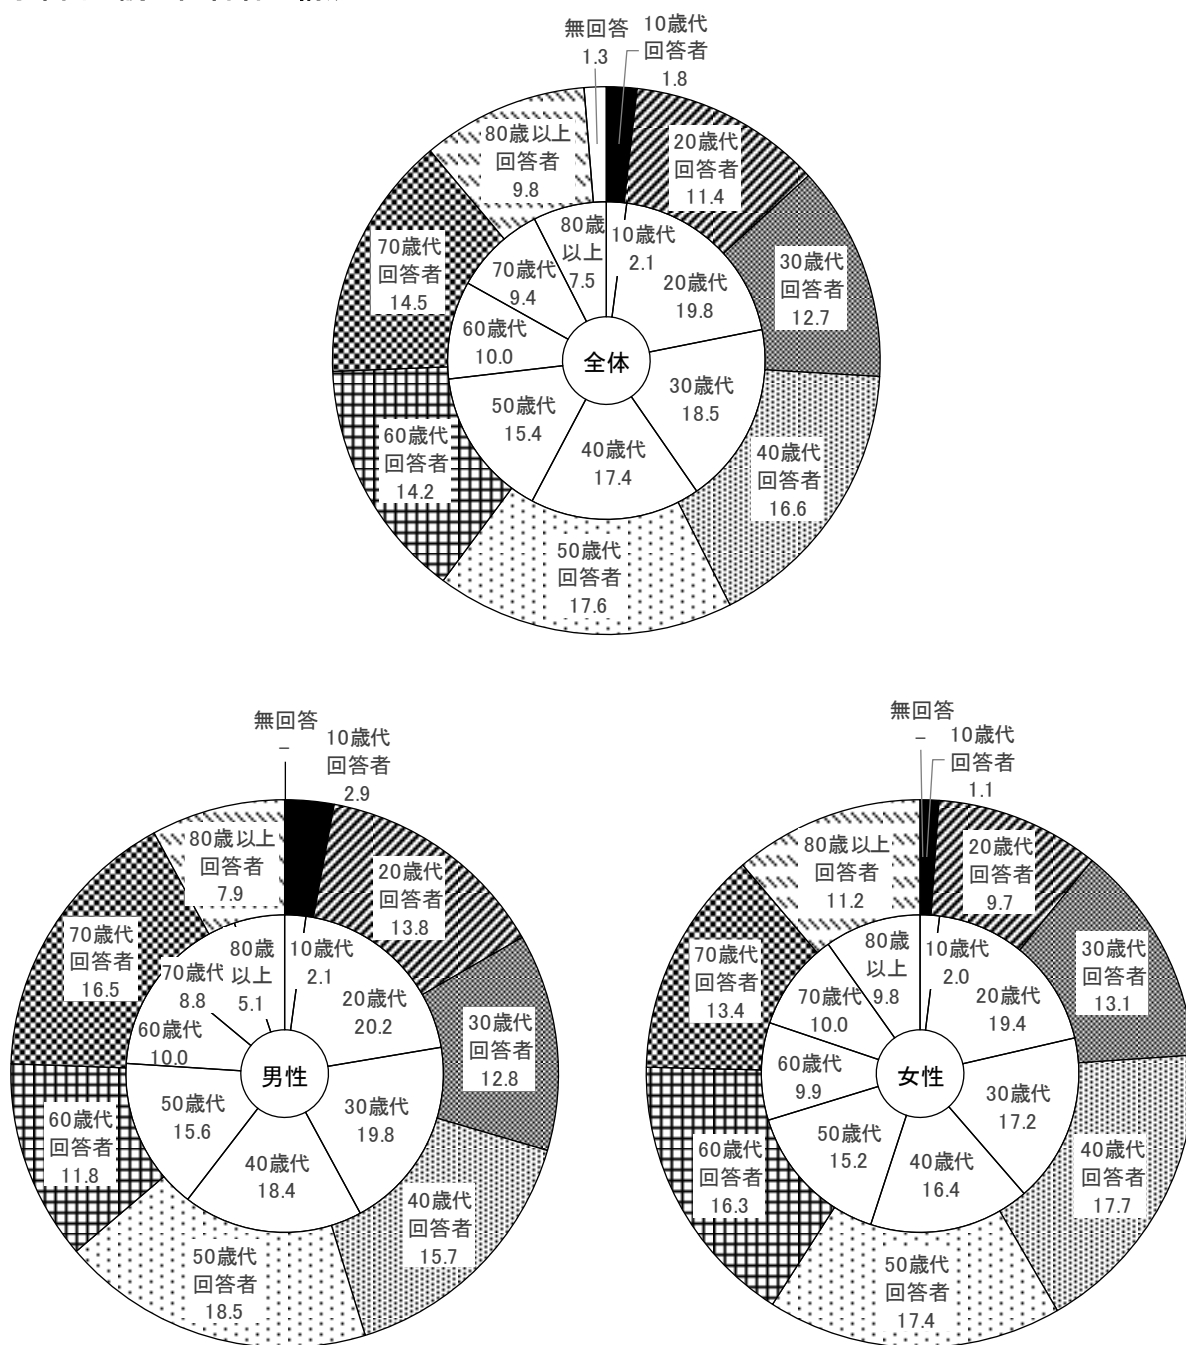 無回答
1.3
10歳代
回答者
1.8
20歳代
回答者
11.4
30歳代
回答者
12.7
40歳代
回答者
16.6
50歳代
回答者
17.6
60歳代
回答者
14.2
70歳代
回答者
14.5
80歳以上
回答者
9.8
10歳代
2.1
20歳代
19.8
30歳代
18.5
40歳代
17.4
50歳代
15.4
60歳代
10.0
70歳代
9.4
80歳
以上
7.5
全体
無回答
–
10歳代
回答者
2.9
20歳代
回答者
13.8
30歳代
回答者
12.8
40歳代
回答者
15.7
50歳代
回答者
18.5
60歳代
回答者
11.8
70歳代
回答者
16.5
80歳以上
回答者
7.9
10歳代
2.1
20歳代
20.2
30歳代
19.8
40歳代
18.4
50歳代
15.6
60歳代
10.0
70歳代
8.8
80歳
以上
5.1
男性
無回答
–
10歳代
回答者
1.1
20歳代
回答者
9.7
30歳代
回答者
13.1
40歳代
回答者
17.7
50歳代
回答者
17.4
60歳代
回答者
16.3
70歳代
回答者
13.4
80歳以上
回答者
11.2
10歳代
2.0
20歳代
19.4
30歳代
17.2
40歳代
16.4
50歳代
15.2
60歳代
9.9
70歳代
10.0
80歳
以上
9.8
女性